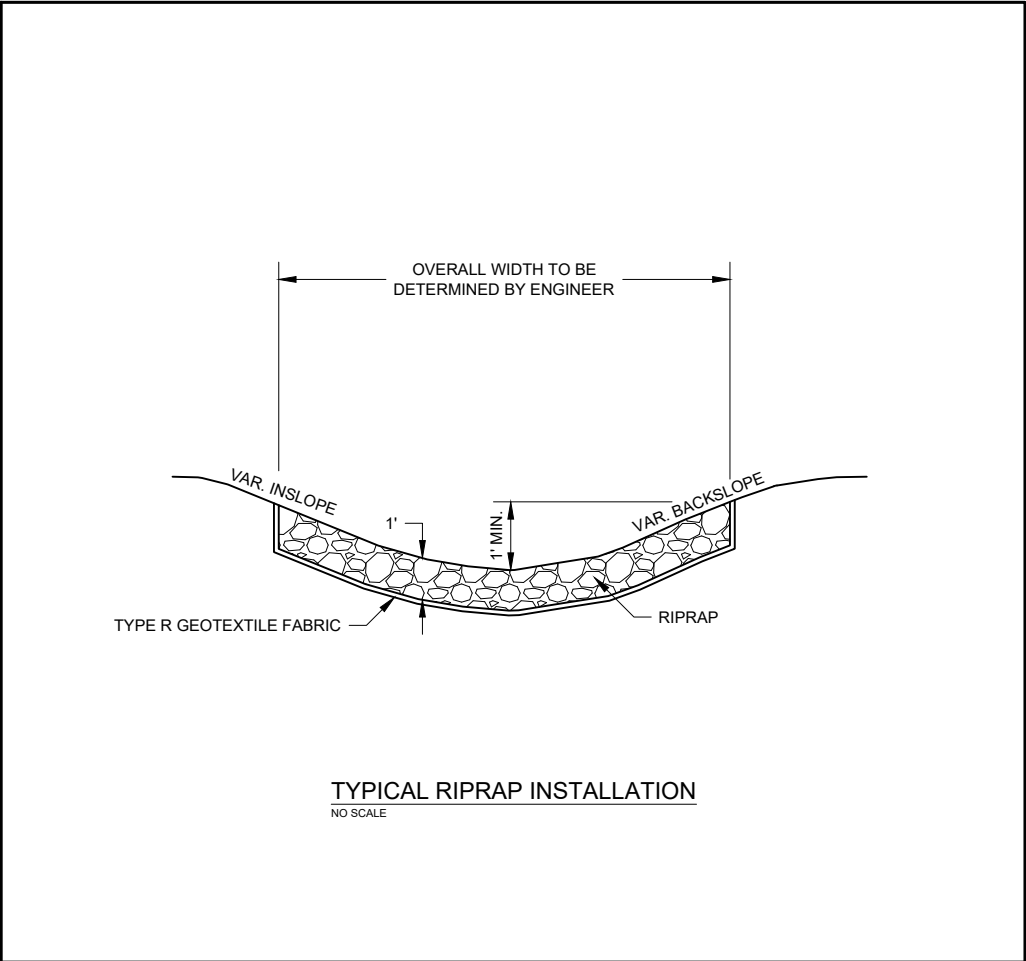 OVERALL WIDTH TO BE
DETERMINED BY ENGINEER
VAR. INSLOPE
VAR. BACKSLOPE
1'
1' MIN.
TYPE R GEOTEXTILE FABRIC
RIPRAP
TYPICAL RIPRAP INSTALLATION
NO SCALE